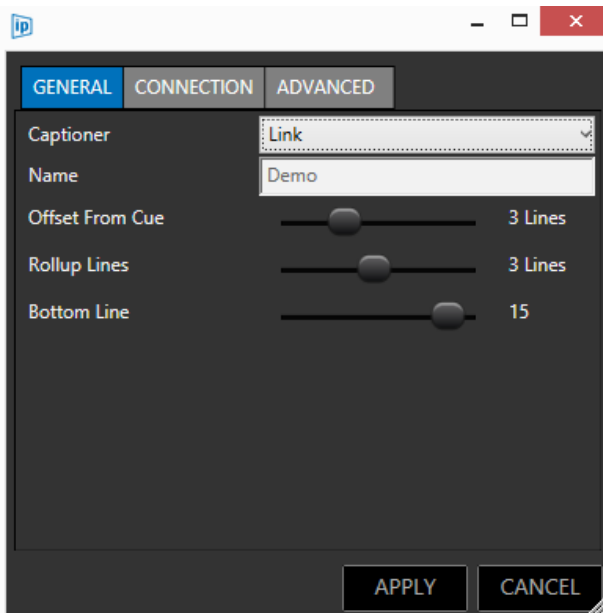 ip
GENERAL CONNECTION ADVANCED
Captioner Link
Name Demo
Offset From Cue 3 Lines
Rollup Lines 3 Lines
Bottom Line 15
APPLY CANCEL